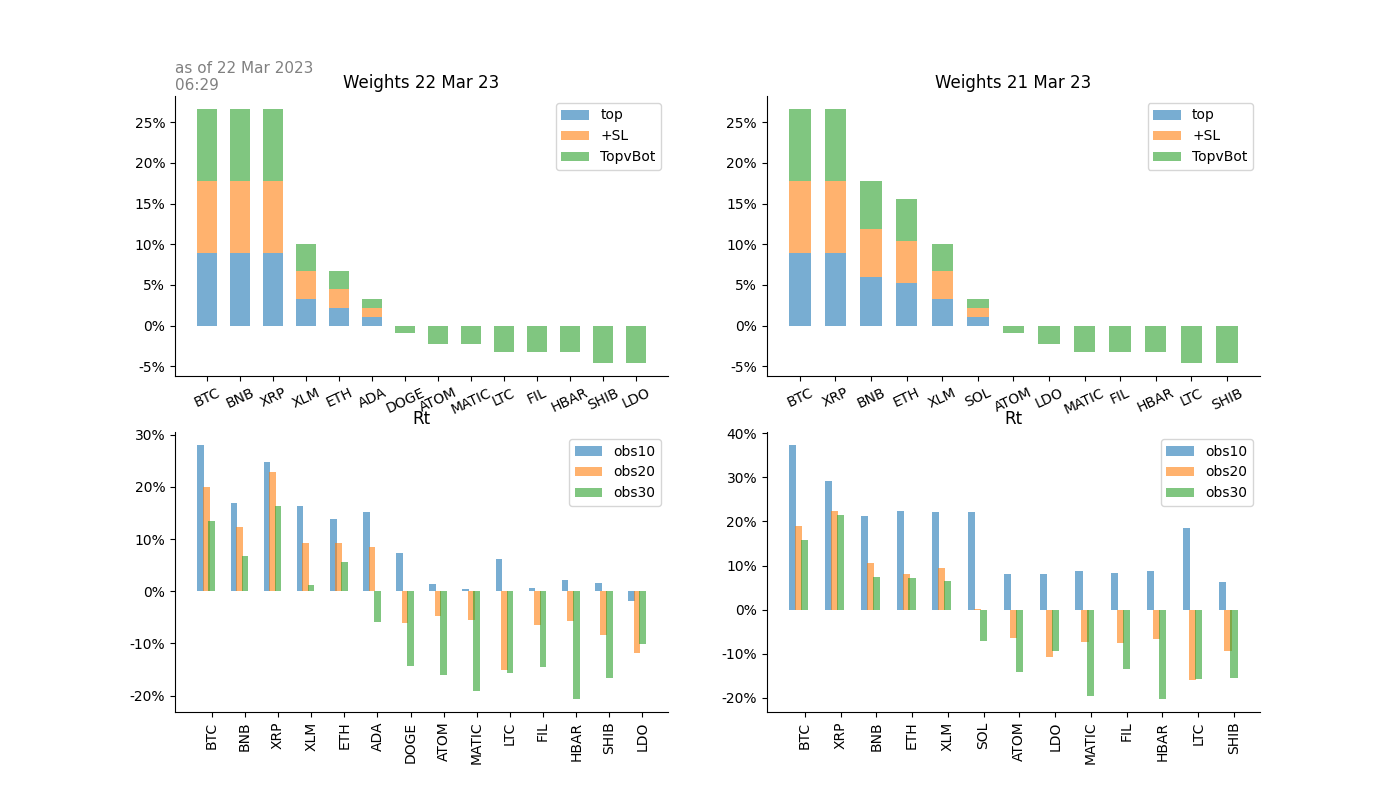 as of 22 Mar 2023
06:29
Weights 22 Mar 23
25%
20%
15%
10%
5%
0%
-5%
top
+SL
TopvBot
BTC BNB XRP XLM ETH ADA DOGE ATOM MATIC LTC FIL HBAR SHIB LDO
Weights 21 Mar 23
25%
20%
15%
10%
5%
0%
-5%
top
+SL
TopvBot
BTC XRP BNB ETH XLM SOL ATOM LDO MATIC FIL HBAR LTC SHIB
Rt
30%
20%
10%
0%
-10%
-20%
obs10
obs20
obs30
BTC BNB XRP XLM ETH ADA DOGE ATOM MATIC LTC FIL HBAR SHIB LDO
Rt
40%
30%
20%
10%
0%
-10%
-20%
obs10
obs20
obs30
BTC XRP BNB ETH XLM SOL ATOM LDO MATIC FIL HBAR LTC SHIB